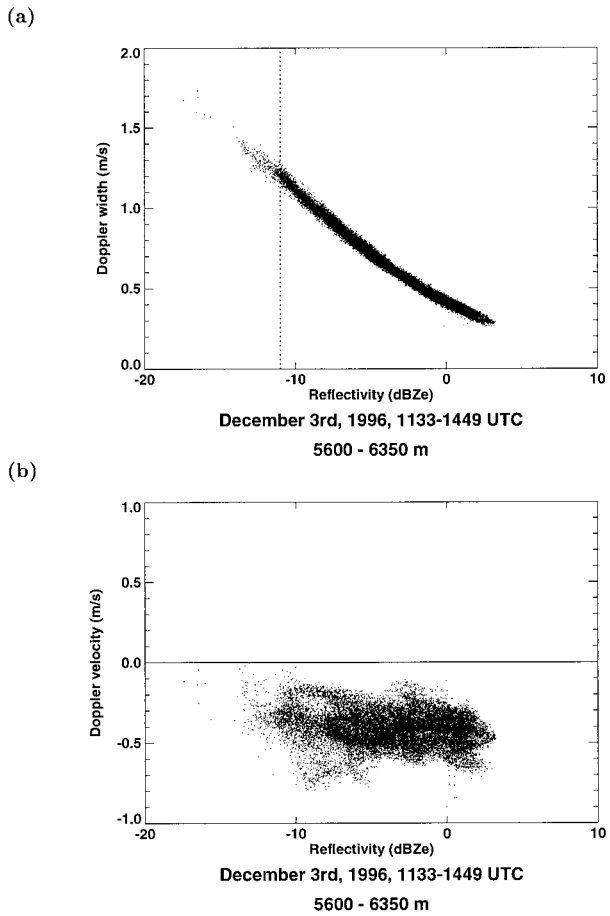 (a)
2.0
1.5
1.0
0.5
0.0
Doppler width (m/s)
-20
-10
0
10
Reflectivity (dBZe)
December 3rd, 1996, 1133-1449 UTC
5600 - 6350 m
(b)
1.0
0.5
0.0
-0.5
-1.0
Doppler velocity (m/s)
-20
-10
0
10
Reflectivity (dBZe)
December 3rd, 1996, 1133-1449 UTC
5600 - 6350 m